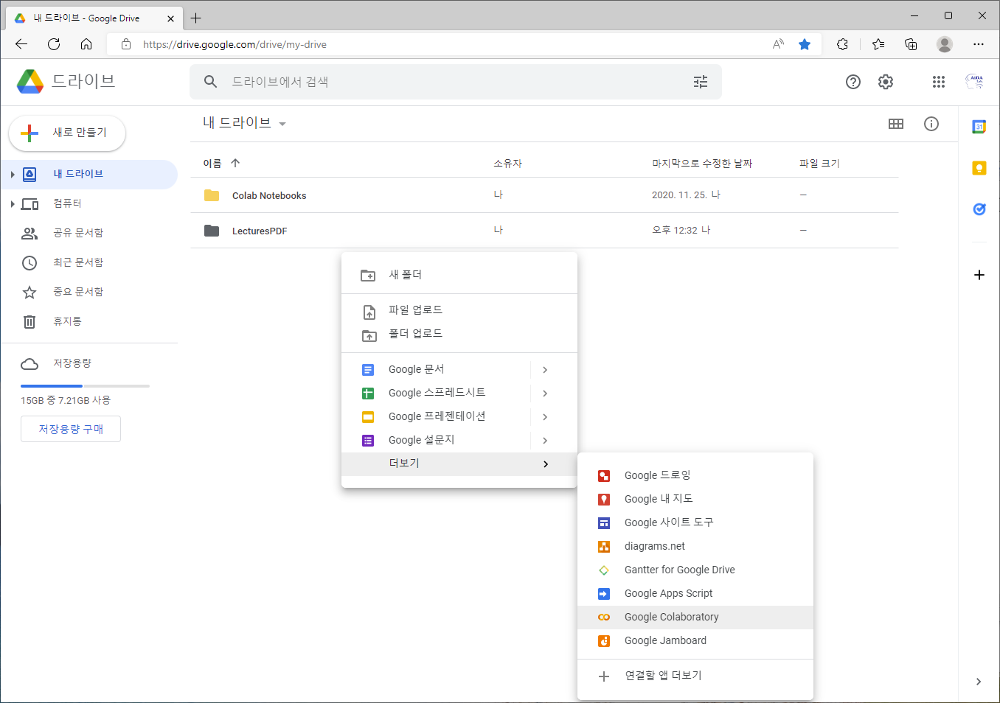 내 드라이브 - Google Drive
https://drive.google.com/drive/my-drive
드라이브
드라이브에서 검색
AIDA
새로 만들기
내 드라이브
컴퓨터
공유 문서함
최근 문서함
중요 문서함
휴지통
저장용량
15GB 중 7.21GB 사용
저장용량 구매
내 드라이브
이름 소유자 마지막으로 수정한 날짜 파일 크기
Colab Notebooks 나 2020. 11. 25. 나 —
LecturesPDF 나 오후 12:32 나 —
새 폴더
파일 업로드
폴더 업로드
Google 문서
Google 스프레드시트
Google 프레젠테이션
Google 설문지
더보기
Google 드로잉
Google 내 지도
Google 사이트 도구
diagrams.net
Gantter for Google Drive
Google Apps Script
Google Colaboratory
Google Jamboard
연결할 앱 더보기
31